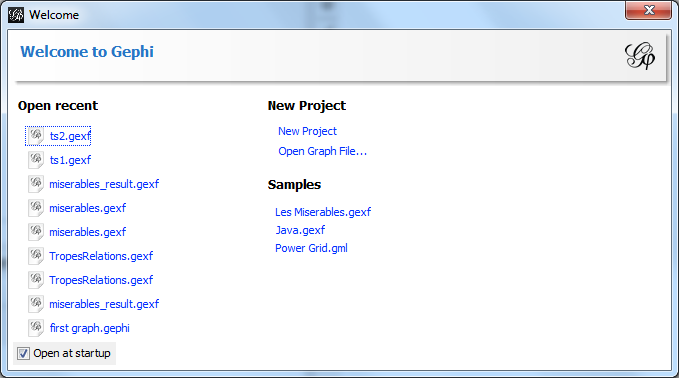 Welcome
Welcome to Gephi
Open recent
ts2.gexf
ts1.gexf
miserables_result.gexf
miserables.gexf
miserables.gexf
TropesRelations.gexf
TropesRelations.gexf
miserables_result.gexf
first graph.gephi
Open at startup
New Project
New Project
Open Graph File...
Samples
Les Miserables.gexf
Java.gexf
Power Grid.gml